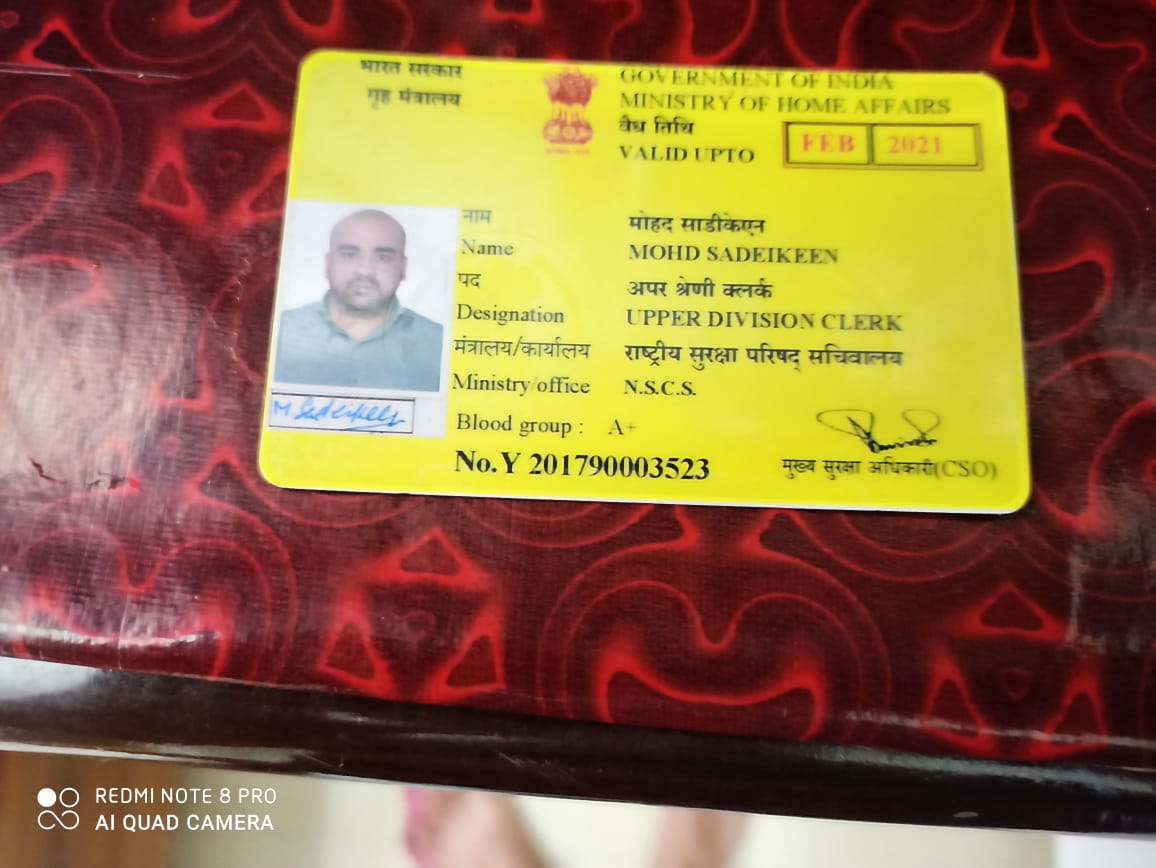 भारत सरकार
गृह मंत्रालय
GOVERNMENT OF INDIA
MINISTRY OF HOME AFFAIRS
वैध तिथि
VALID UPTO FEB 2021
नाम मोहद साडीकेएन
Name MOHD SADEIKEEN
पद अपर श्रेणी क्लर्क
Designation UPPER DIVISION CLERK
मंत्रालय/कार्यालय राष्ट्रीय सुरक्षा परिषद् सचिवालय
Ministry/office N.S.C.S.
M.Sadeikeen
Blood group : A+
No.Y 201790003523
मुख्य सुरक्षा अधिकारी(CSO)
REDMI NOTE 8 PRO
AI QUAD CAMERA